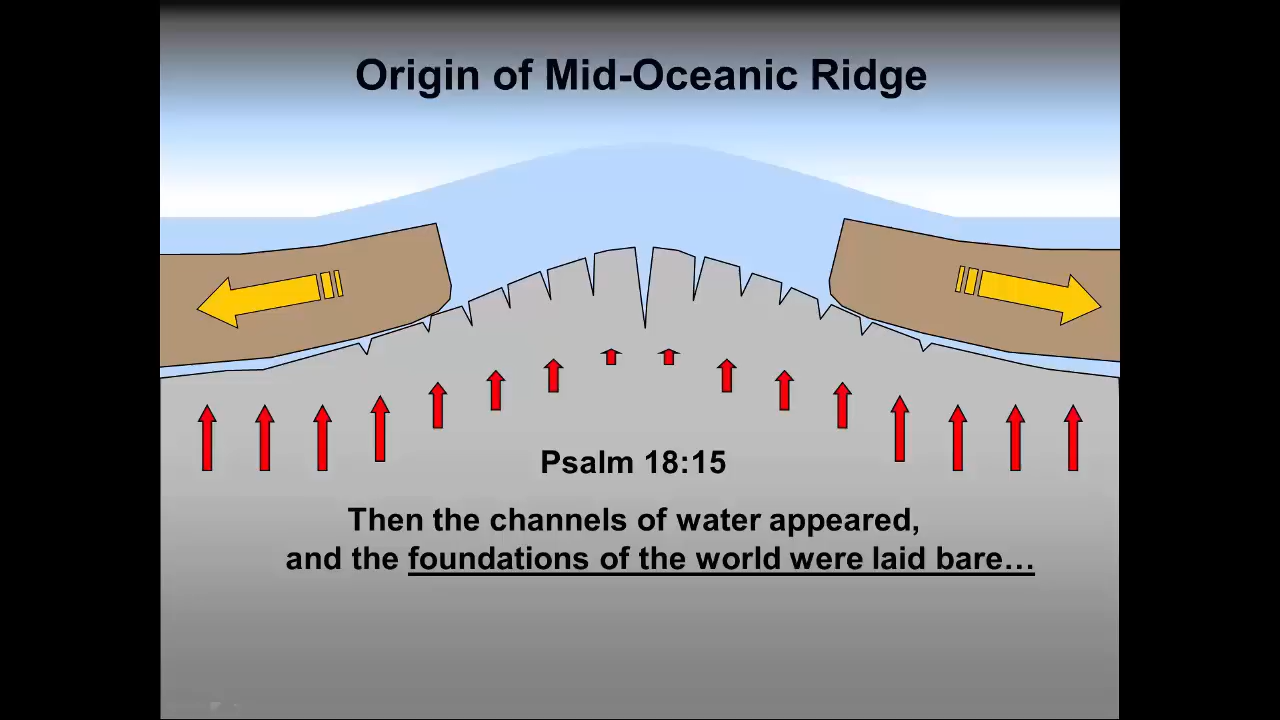 Origin of Mid-Oceanic Ridge
Psalm 18:15
Then the channels of water appeared,
and the foundations of the world were laid bare…